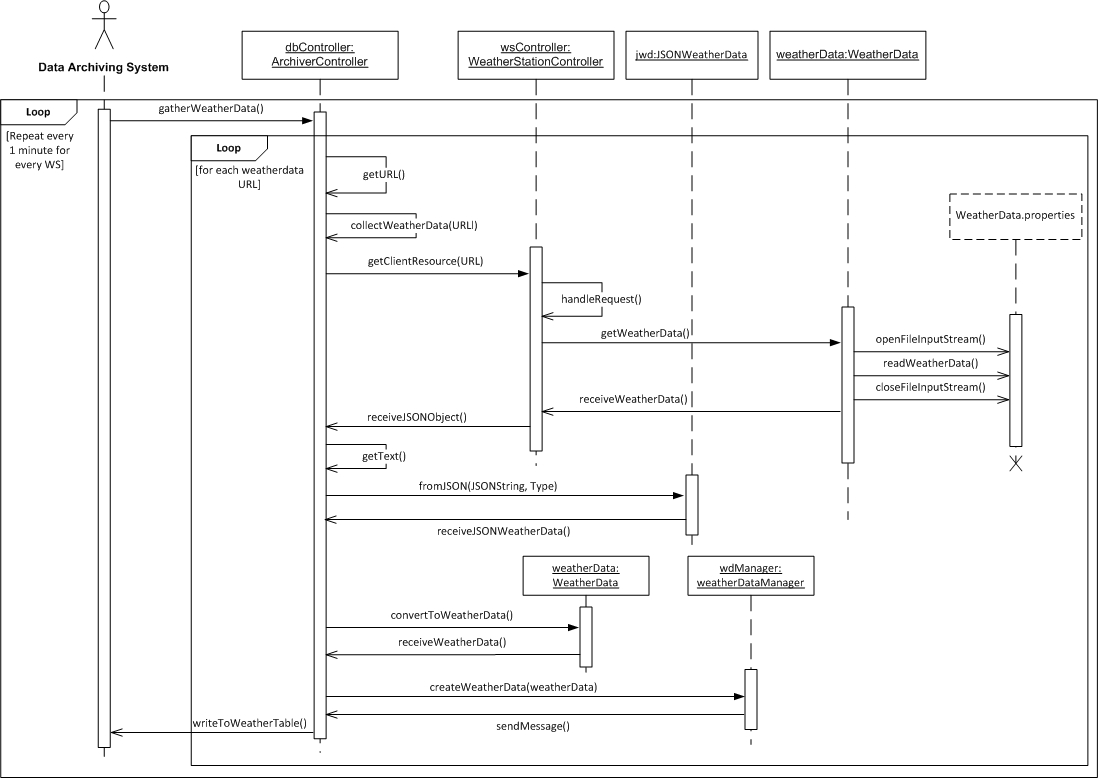 Data Archiving System
dbController:
ArchiverController
wsController:
WeatherStationController
jwd:JSONWeatherData
weatherData:WeatherData
Loop
[Repeat every
1 minute for
every WS]
gatherWeatherData()
Loop
[for each weatherdata
URL]
getURL()
collectWeatherData(URLl)
WeatherData.properties
getClientResource(URL)
handleRequest()
getWeatherData()
openFileInputStream()
readWeatherData()
closeFileInputStream()
receiveWeatherData()
receiveJSONObject()
getText()
fromJSON(JSONString, Type)
receiveJSONWeatherData()
weatherData:
WeatherData
wdManager:
weatherDataManager
convertToWeatherData()
receiveWeatherData()
createWeatherData(weatherData)
writeToWeatherTable()
sendMessage()